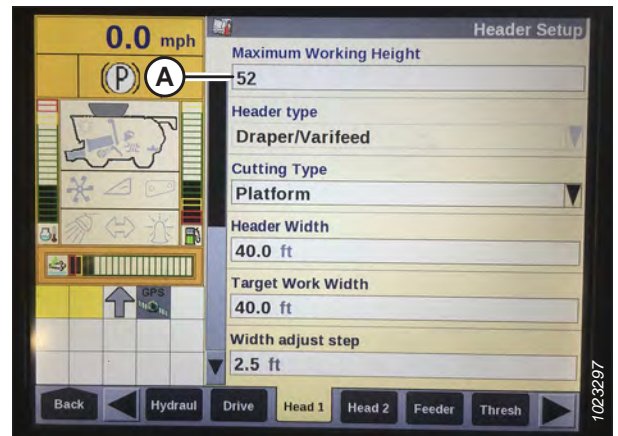 0.0 mph
Header Setup
Maximum Working Height
(P)
A
52
Header type
Draper/Varifeed
Cutting Type
Platform
Header Width
40.0 ft
GPS
Target Work Width
40.0 ft
Width adjust step
2.5 ft
Back
Hydraul
Drive
Head 1
Head 2
Feeder
Thresh
1023297